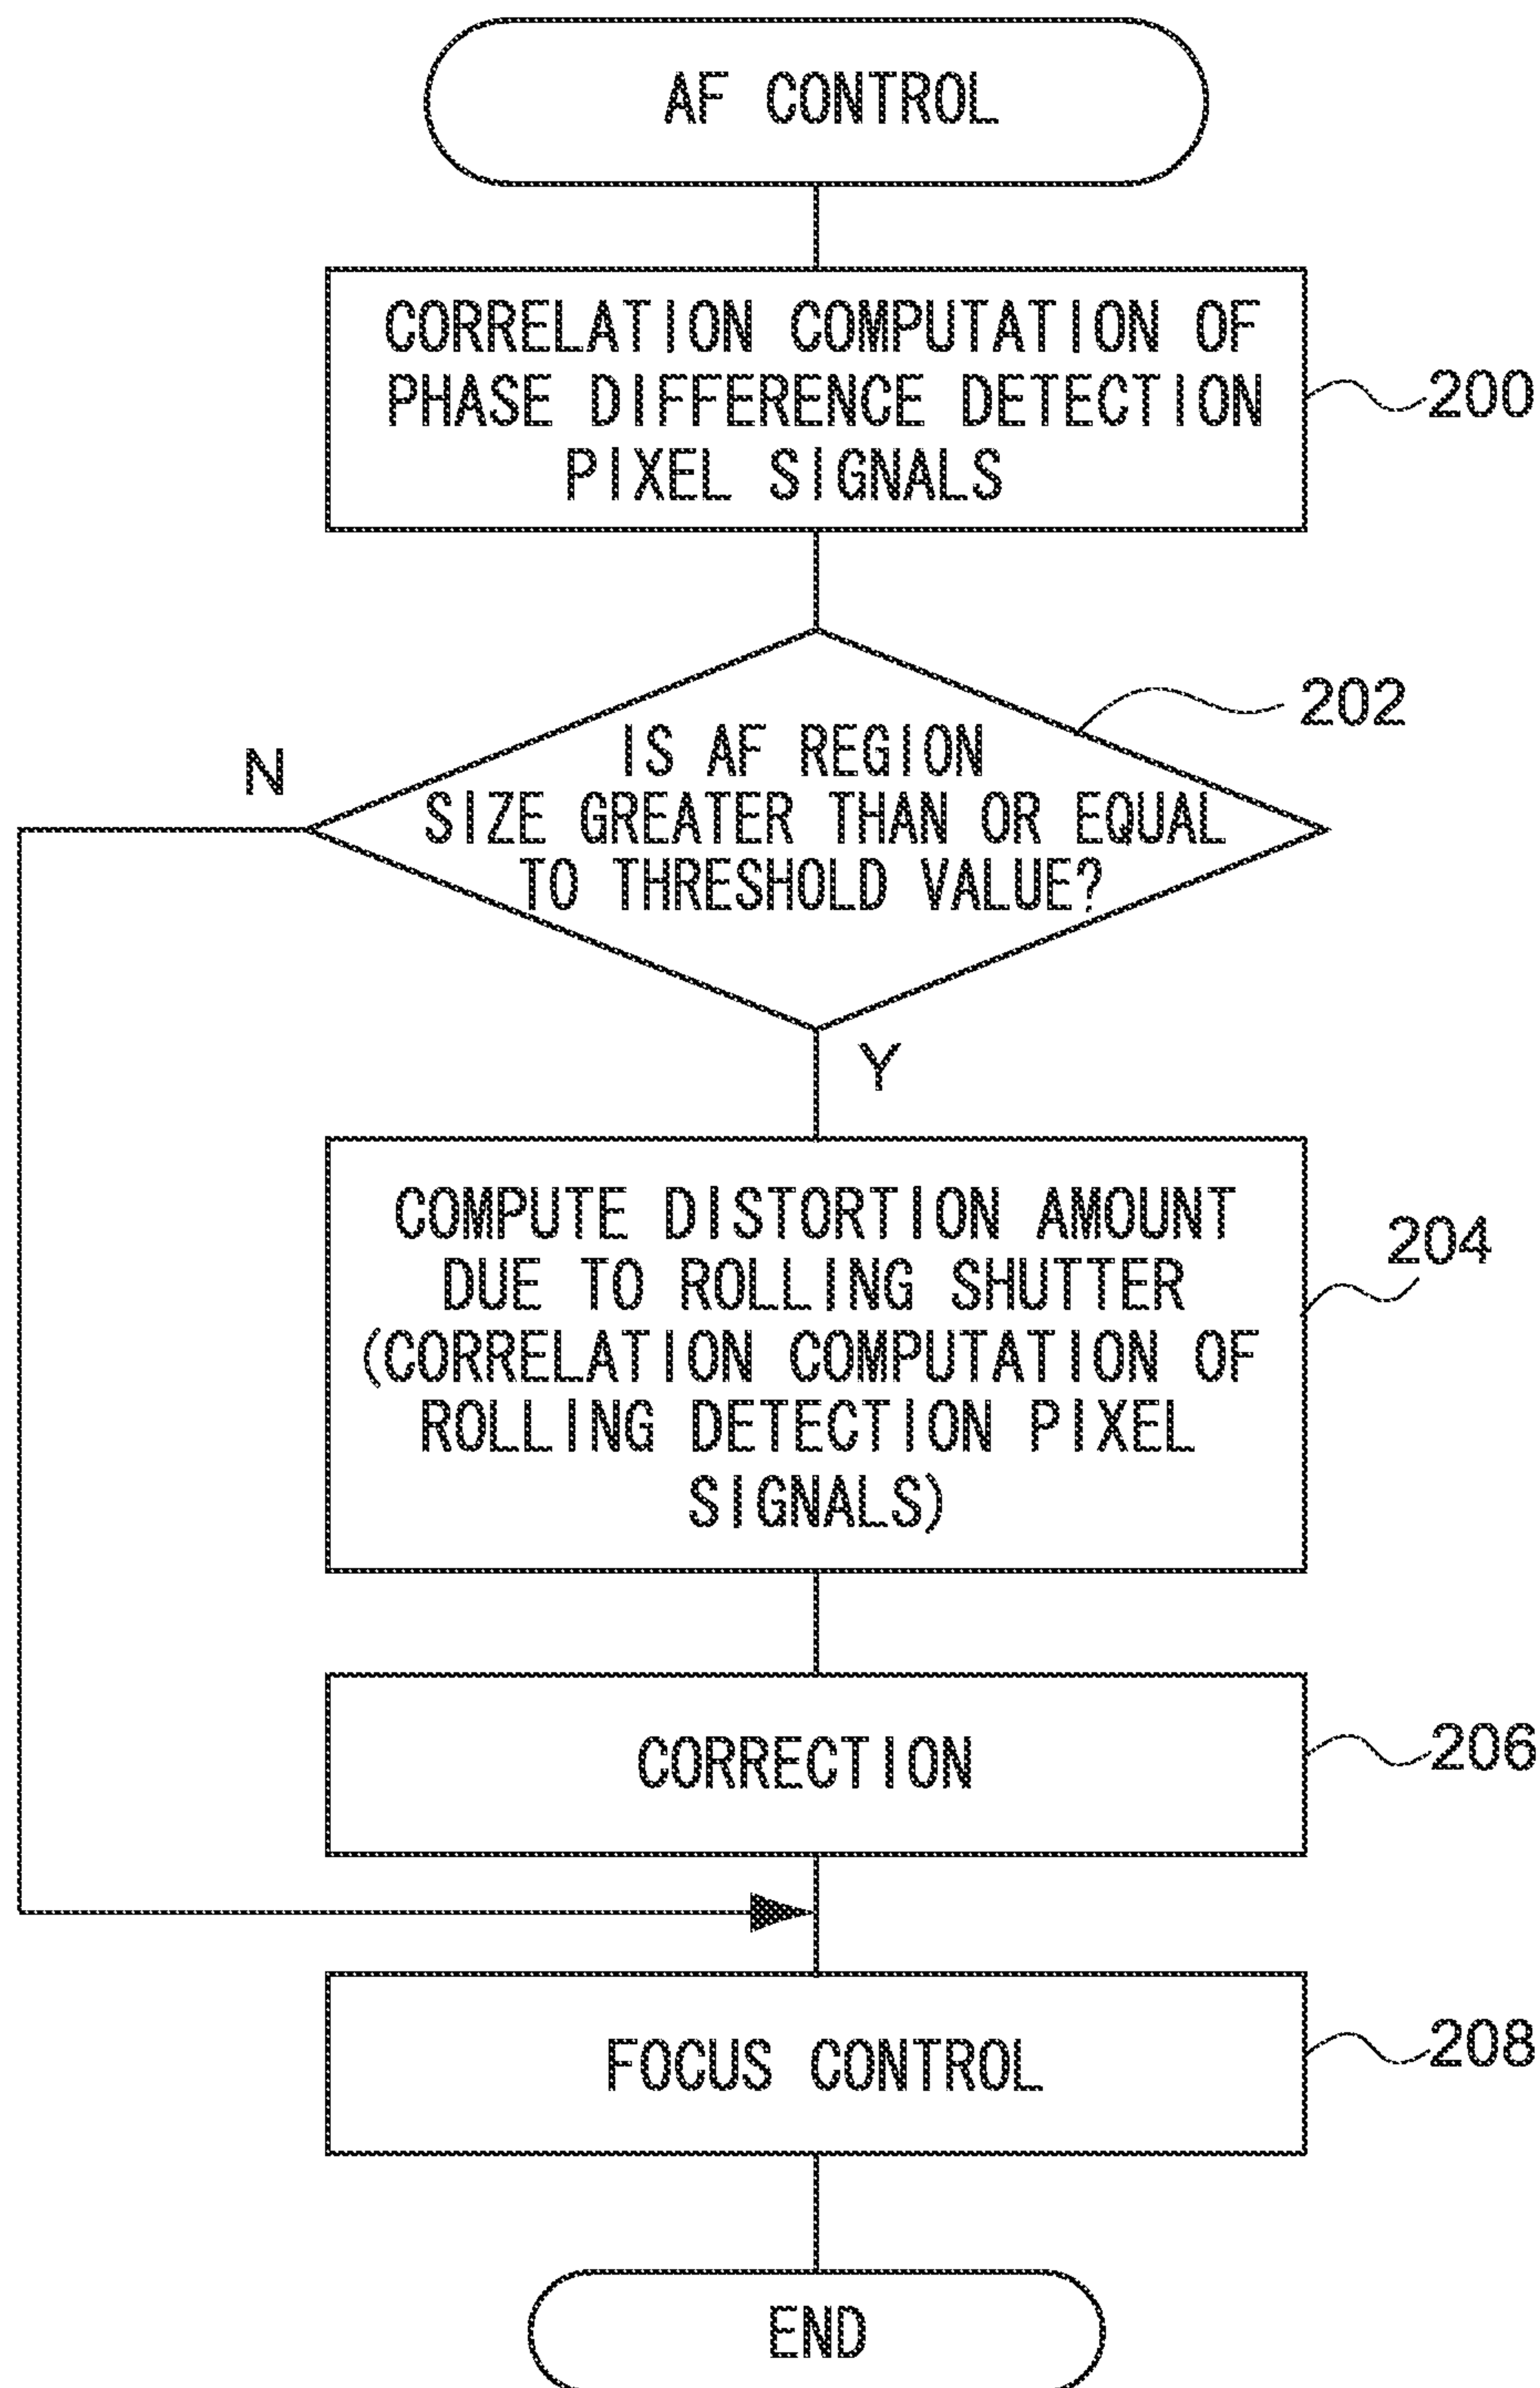 AF CONTROL
CORRELATION COMPUTATION OF
PHASE DIFFERENCE DETECTION
PIXEL SIGNALS
200
202
IS AF REGION
SIZE GREATER THAN OR EQUAL
TO THRESHOLD VALUE?
N
Y
COMPUTE DISTORTION AMOUNT
DUE TO ROLLING SHUTTER
(CORRELATION COMPUTATION OF
ROLLING DETECTION PIXEL
SIGNALS)
204
CORRECTION
206
FOCUS CONTROL
208
END